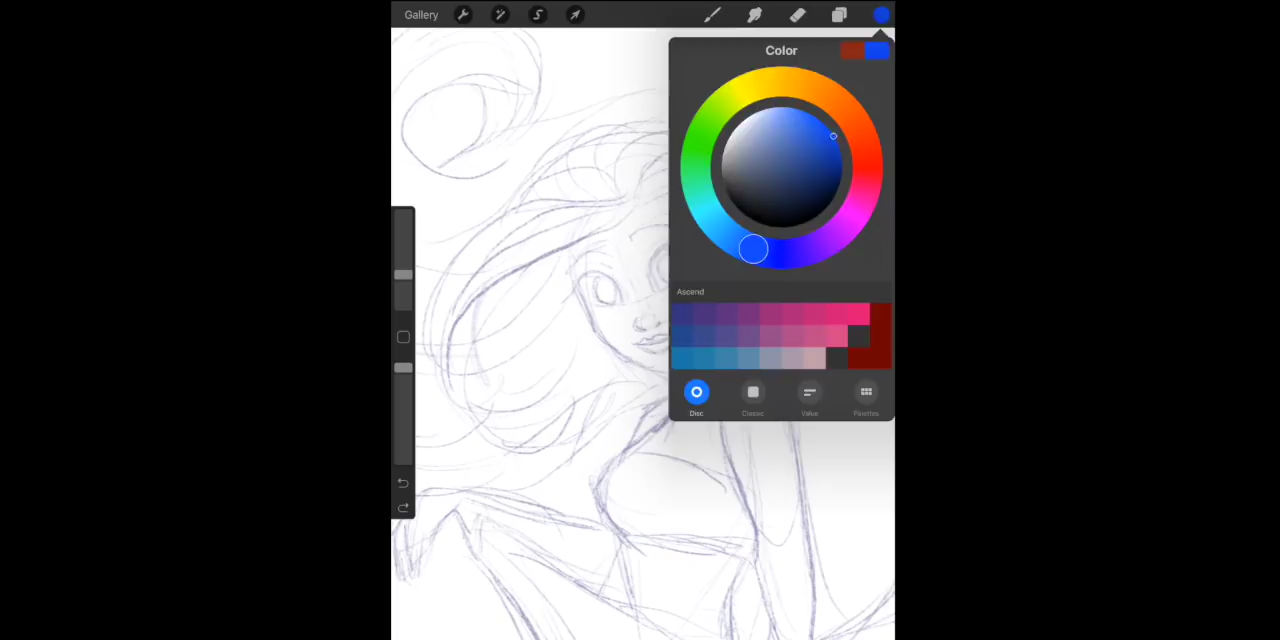 Gallery
Color
Ascend
Disc
Classic
Value
Palettes